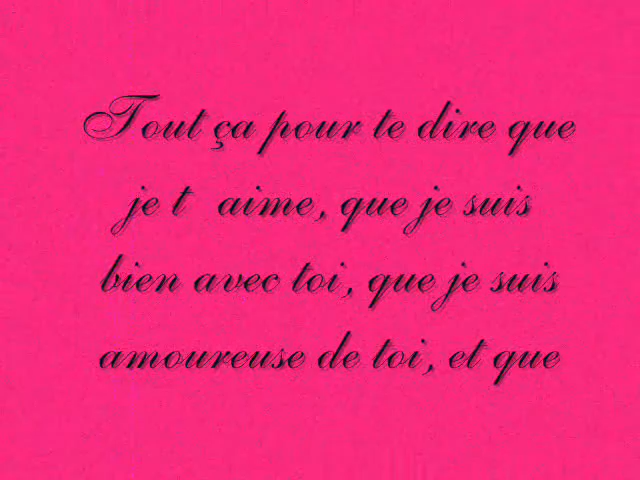 Tout ça pour te dire que
je t aime, que je suis
bien avec toi, que je suis
amoureuse de toi, et que